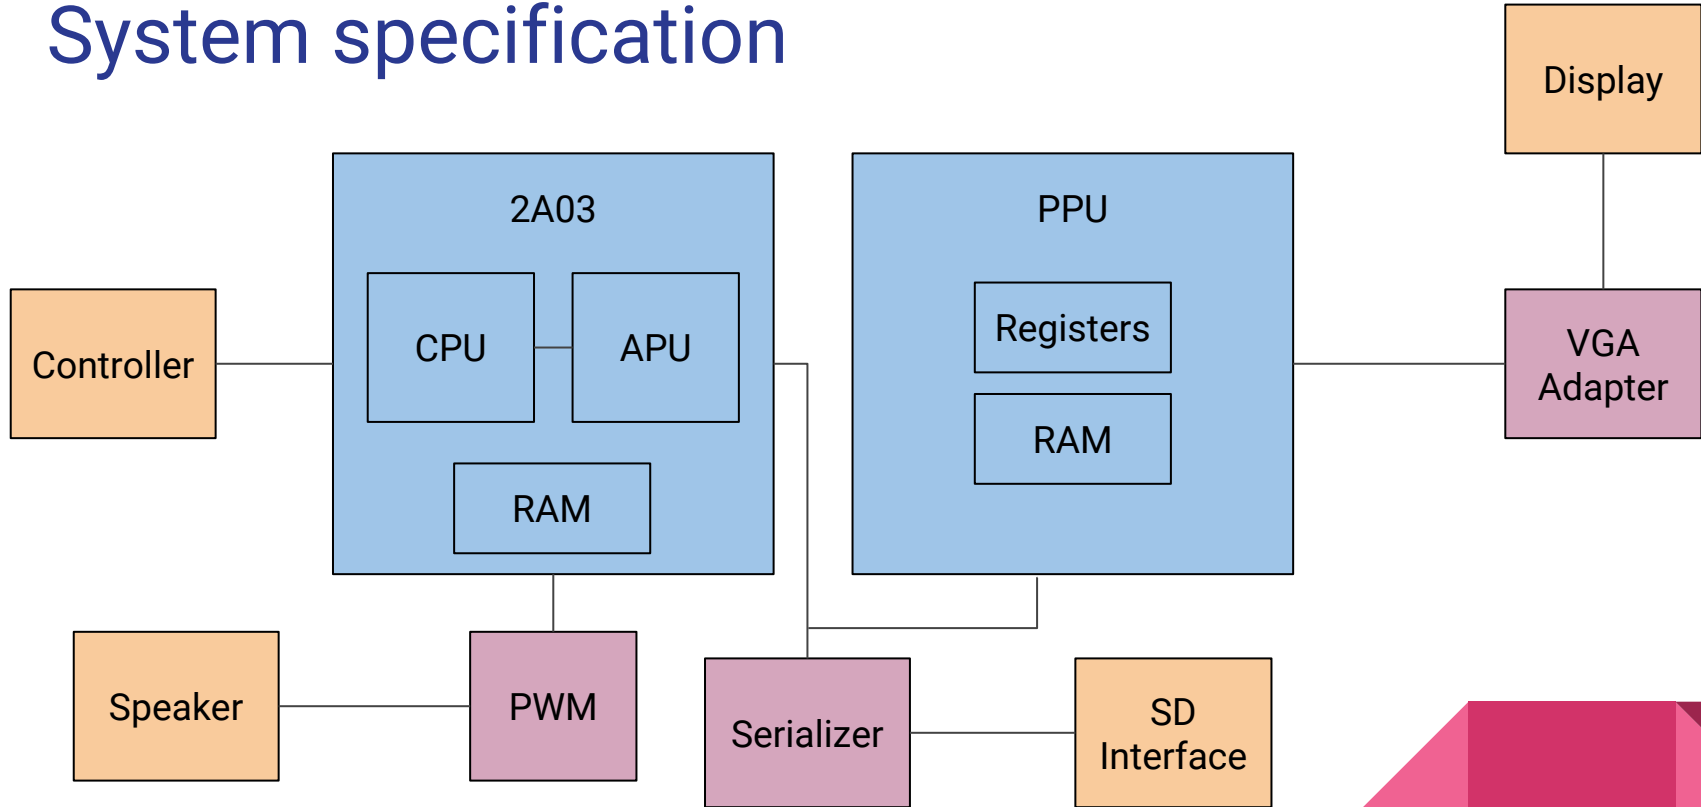 System specification
Display
2A03
PPU
Controller
CPU
APU
Registers
VGA
Adapter
RAM
RAM
Speaker
PWM
Serializer
SD
Interface